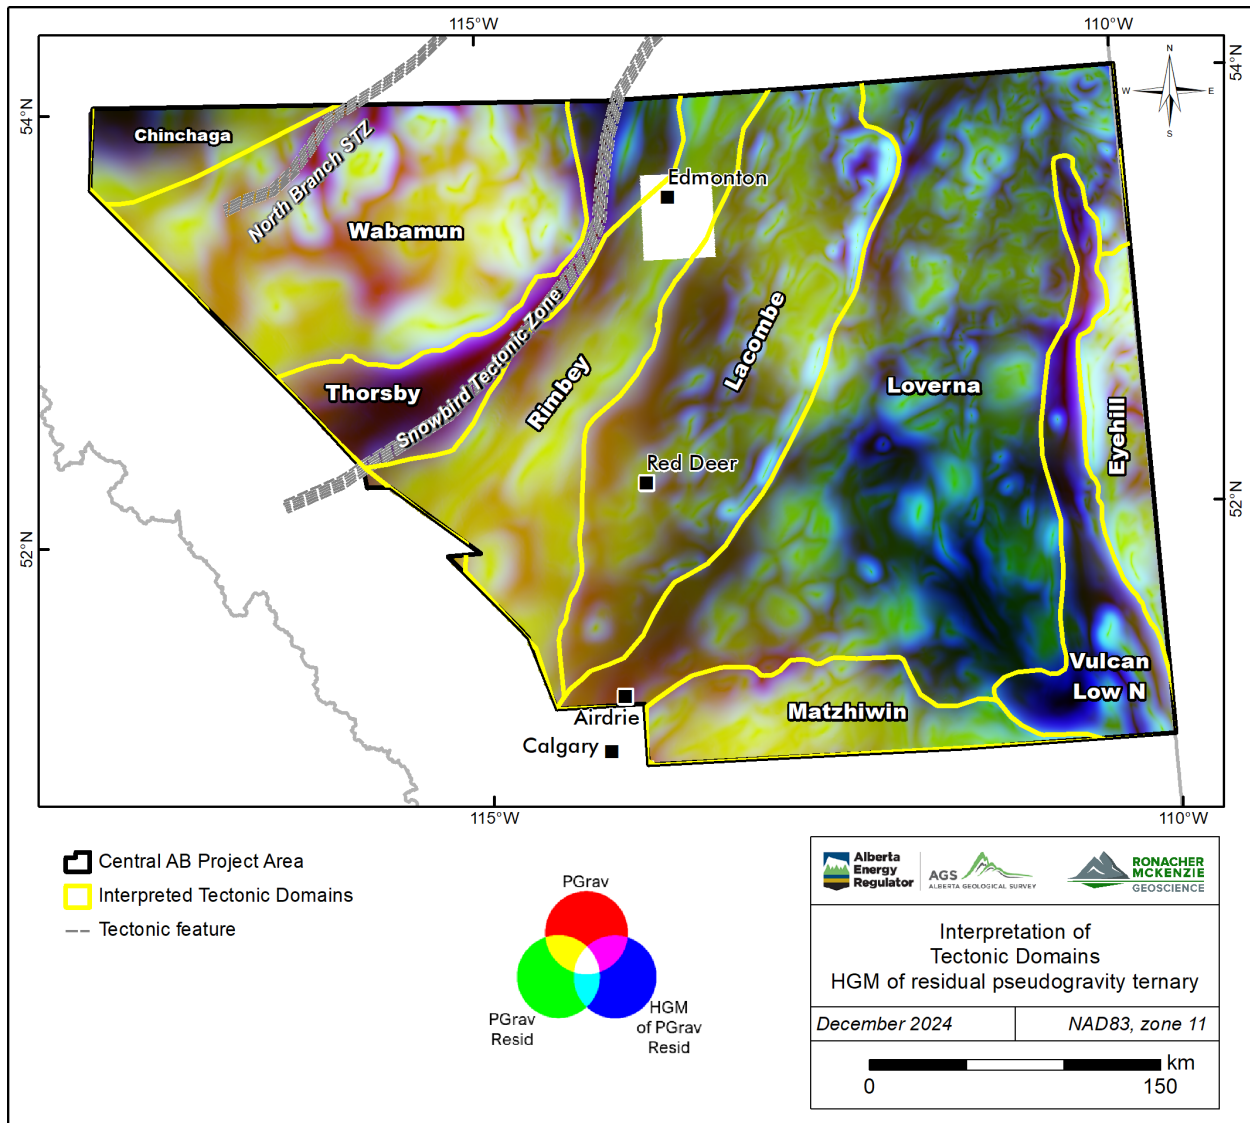 115°W
110°W
54°N
54°N
N
W
E
S
Chinchaga
North Branch STZ
Edmonton
Wabamun
Lacombe
Snowbird Tectonic Zone
Rimbey
Thorsby
Loverna
Eyehill
Red Deer
52°N
52°N
Vulcan
Low N
Matzhiwin
Airdrie
Calgary
115°W
110°W
Central AB Project Area
Interpreted Tectonic Domains
Tectonic feature
PGrav
PGrav
Resid
HGM
of PGrav
Resid
Alberta
Energy
Regulator
AGS
ALBERTA GEOLOGICAL SURVEY
RONACHER
MCKENZIE
GEOSCIENCE
Interpretation of
Tectonic Domains
HGM of residual pseudogravity ternary
December 2024
NAD83, zone 11
km
0
150